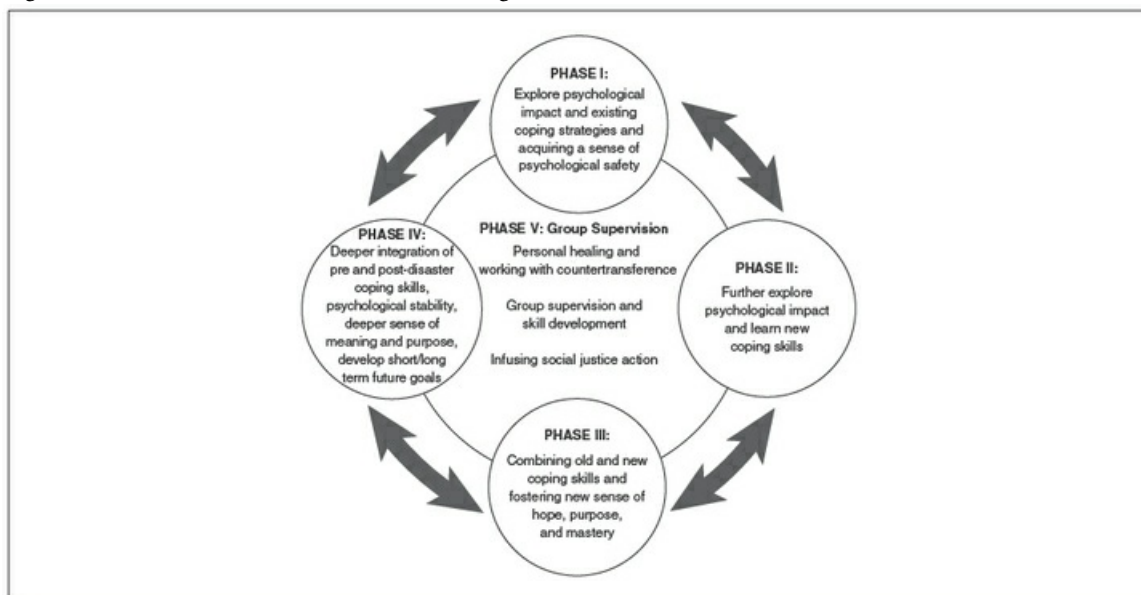 PHASE I:
Explore psychological
impact and existing
coping strategies and
acquiring a sense of
psychological safety
PHASE II:
Further explore
psychological impact
and learn new
coping skills
PHASE III:
Combining old and new
coping skills and
fostering new sense of
hope, purpose,
and mastery
PHASE IV:
Deeper integration of
pre and post-disaster
coping skills,
psychological stability,
deeper sense of
meaning and purpose,
develop short/long
term future goals
PHASE V: Group Supervision
Personal healing and
working with countertransference
Group supervision and
skill development
Infusing social justice action